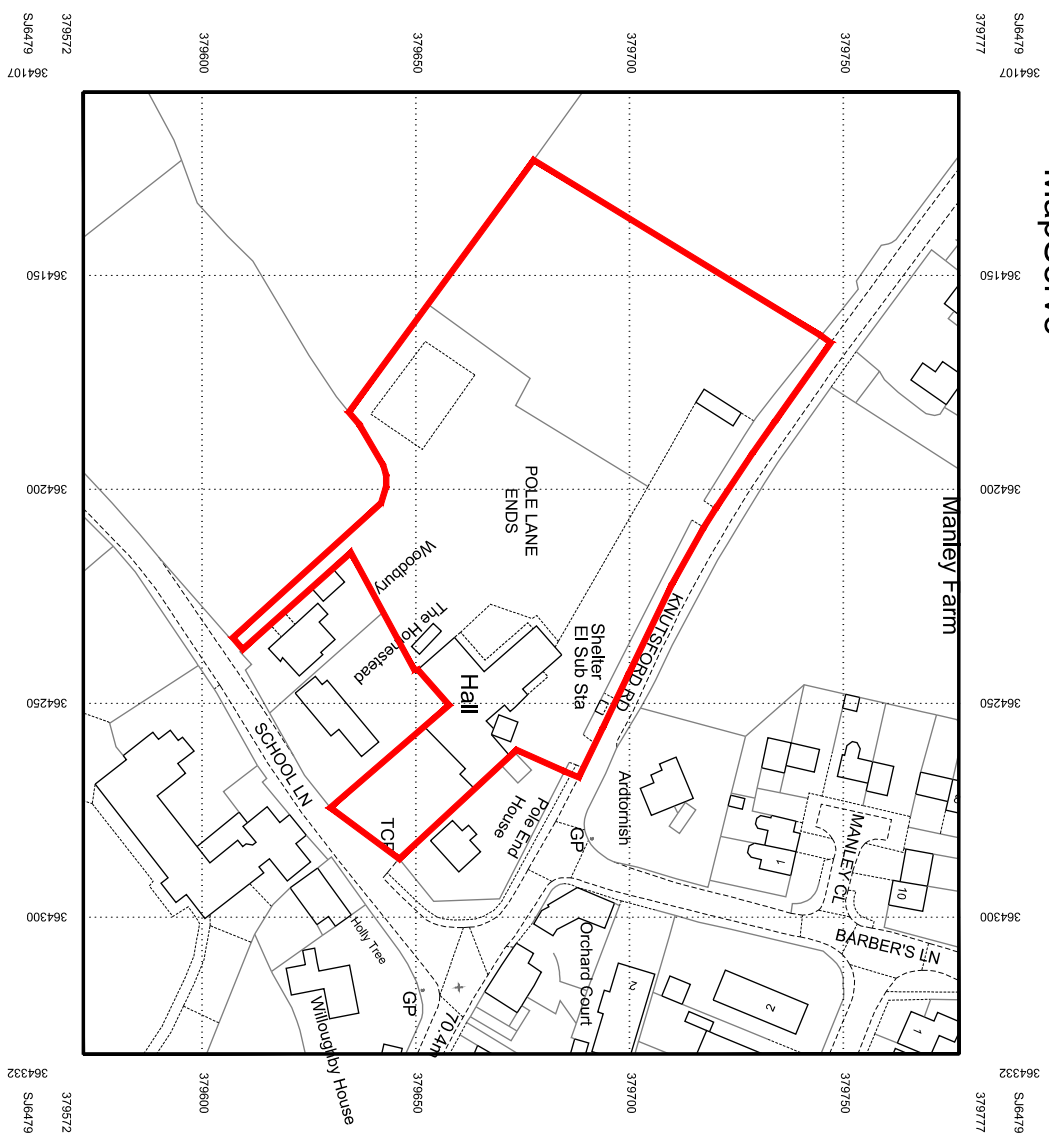 SJ6479
379572
364107
379600
379650
379700
379750
379777
SJ6479
364107
364150
364150
364200
364200
POLE LANE
ENDS
Manley Farm
Woodbury
The Homestead
KNUTSFORD RD
Shelter
El Sub Sta
Hall
364250
364250
SCHOOL LN
Ardtornish
Pole End
House
TCB
GP
MANLEY CL
1
10
364300
364300
BARBER'S LN
Holly Tree
Orchard Court
2
2
1
GP
70.4m
Willoughby House
364332
SJ6479
379572
379600
379650
379700
379750
379777
364332
SJ6479